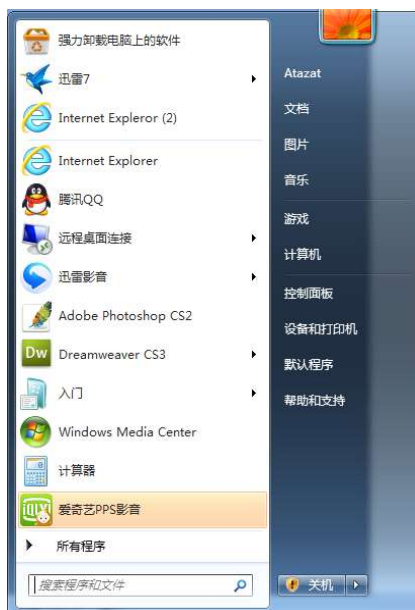 强力卸载电脑上的软件
迅雷7
Internet Expleror (2)
Internet Explorer
腾讯QQ
远程桌面连接
迅雷影音
Adobe Photoshop CS2
Dw
Dreamweaver CS3
入门
Windows Media Center
计算器
爱奇艺PPS影音
所有程序
搜索程序和文件
Atazat
文档
图片
音乐
游戏
计算机
控制面板
设备和打印机
默认程序
帮助和支持
关机